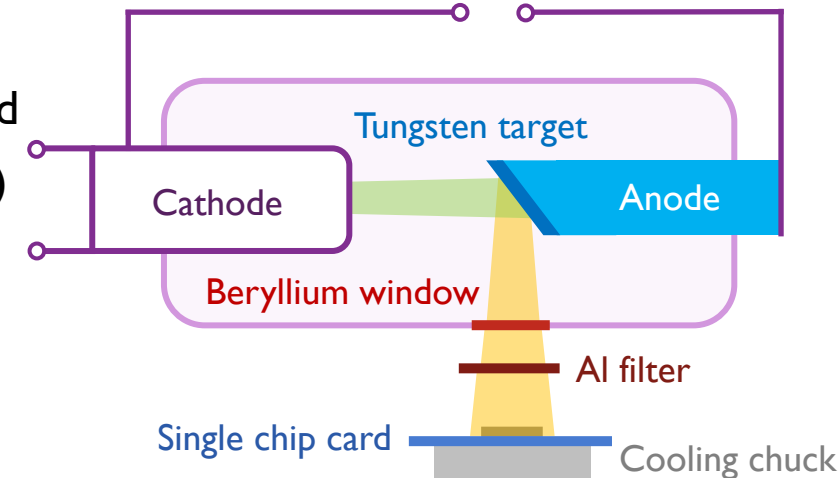 d
)
Tungsten target
Cathode
Anode
Beryllium window
Al filter
Single chip card
Cooling chuck